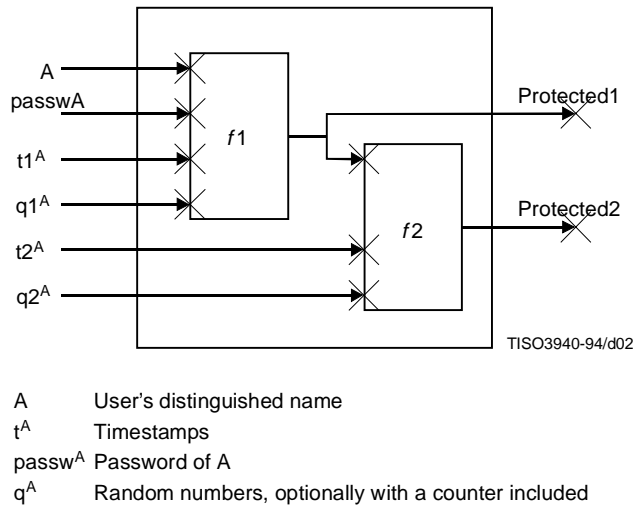 A
passwA
t1ᴬ
q1ᴬ
t2ᴬ
q2ᴬ
f1
f2
Protected1
Protected2
TISO3940-94/d02
A User's distinguished name
tᴬ Timestamps
passwᴬ Password of A
qᴬ Random numbers, optionally with a counter included